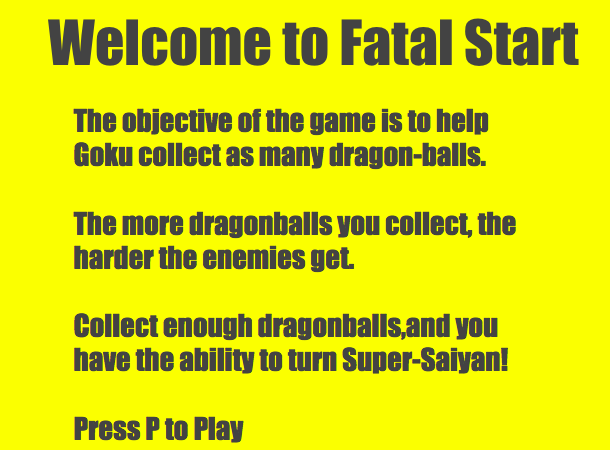 Welcome to Fatal Start
The objective of the game is to help
Goku collect as many dragon-balls.
The more dragonballs you collect, the
harder the enemies get.
Collect enough dragonballs,and you
have the ability to turn Super-Saiyan!
Press P to Play